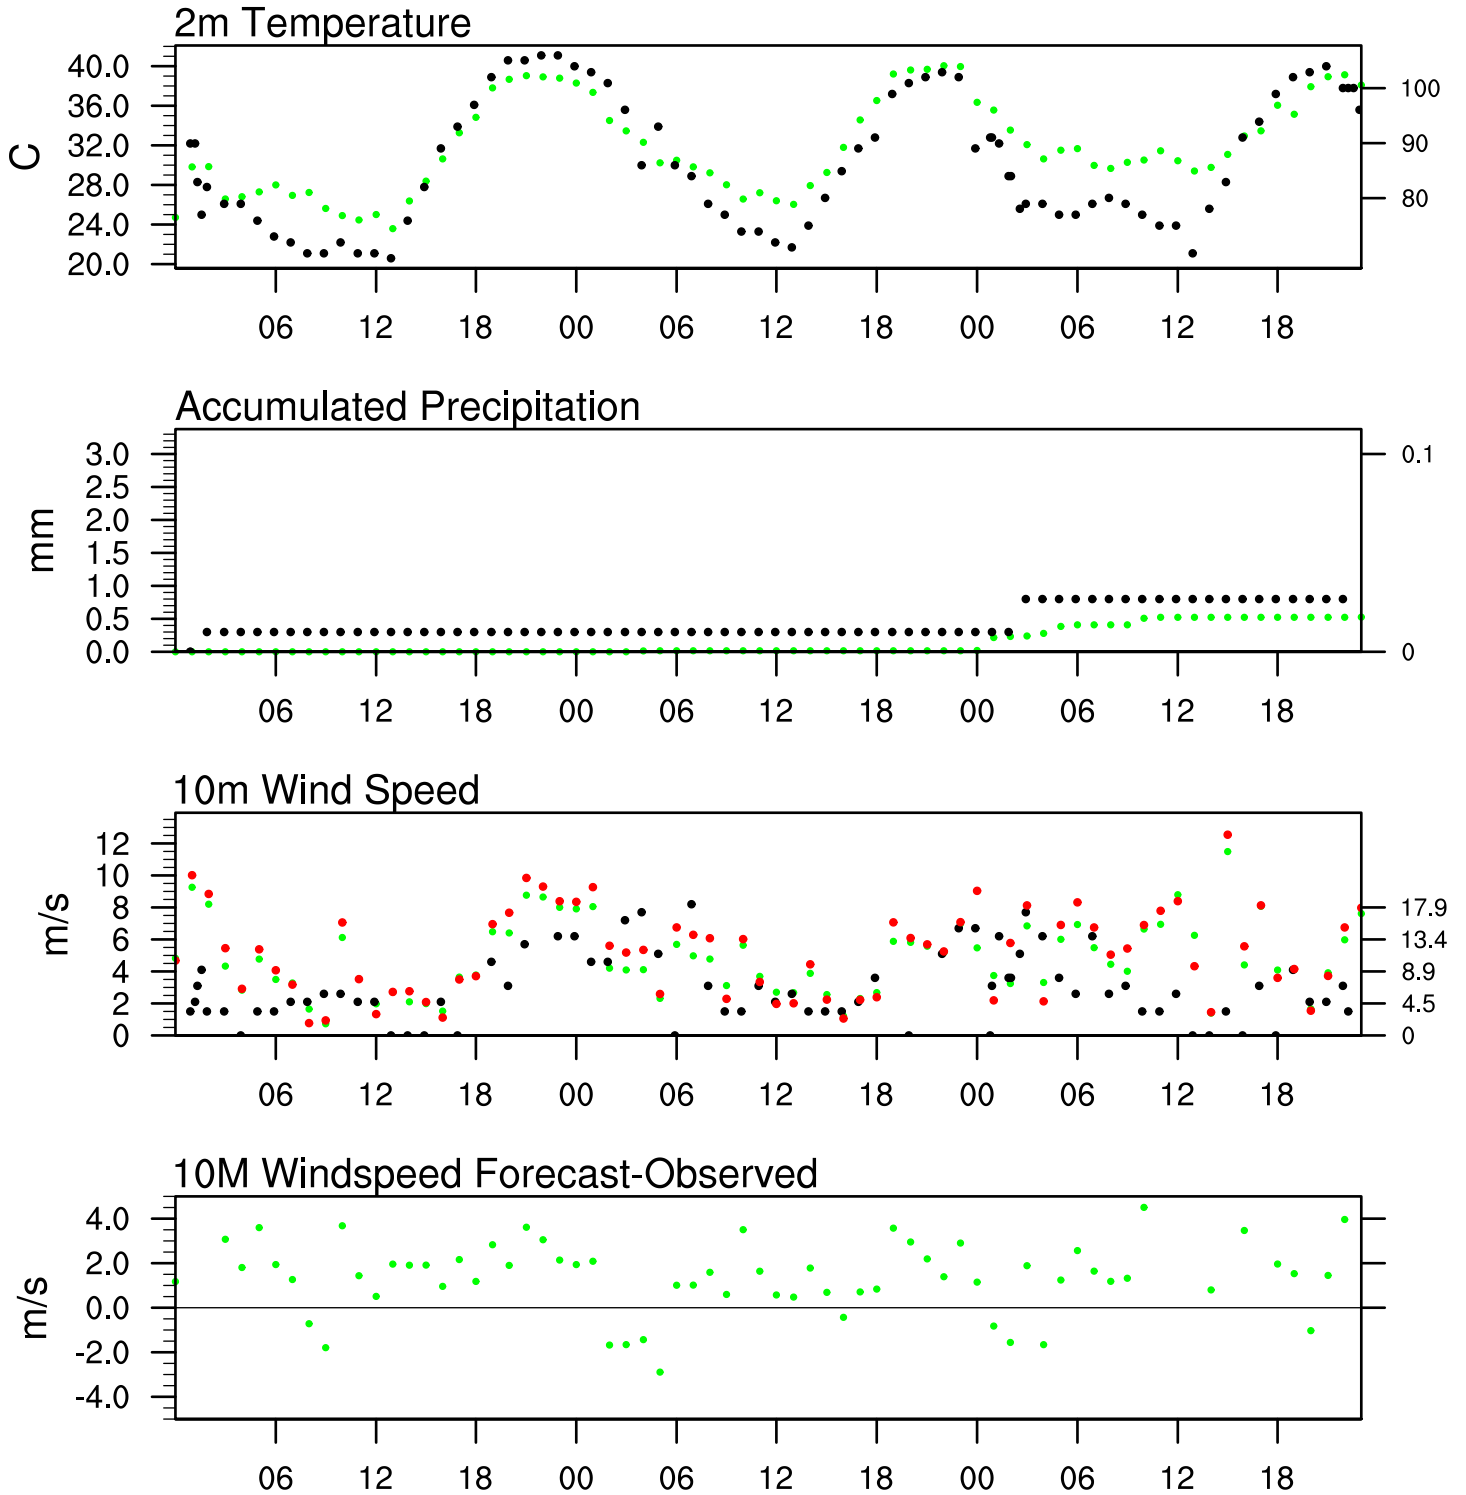 2m Temperature
40.0
36.0
32.0
28.0
24.0
20.0
C
100
90
80
06 12 18 00 06 12 18 00 06 12 18
Accumulated Precipitation
3.0
2.5
2.0
1.5
1.0
0.5
0.0
mm
0.1
0
06 12 18 00 06 12 18 00 06 12 18
10m Wind Speed
12
10
8
6
4
2
0
m/s
17.9
13.4
8.9
4.5
0
06 12 18 00 06 12 18 00 06 12 18
10M Windspeed Forecast-Observed
4.0
2.0
0.0
-2.0
-4.0
m/s
06 12 18 00 06 12 18 00 06 12 18